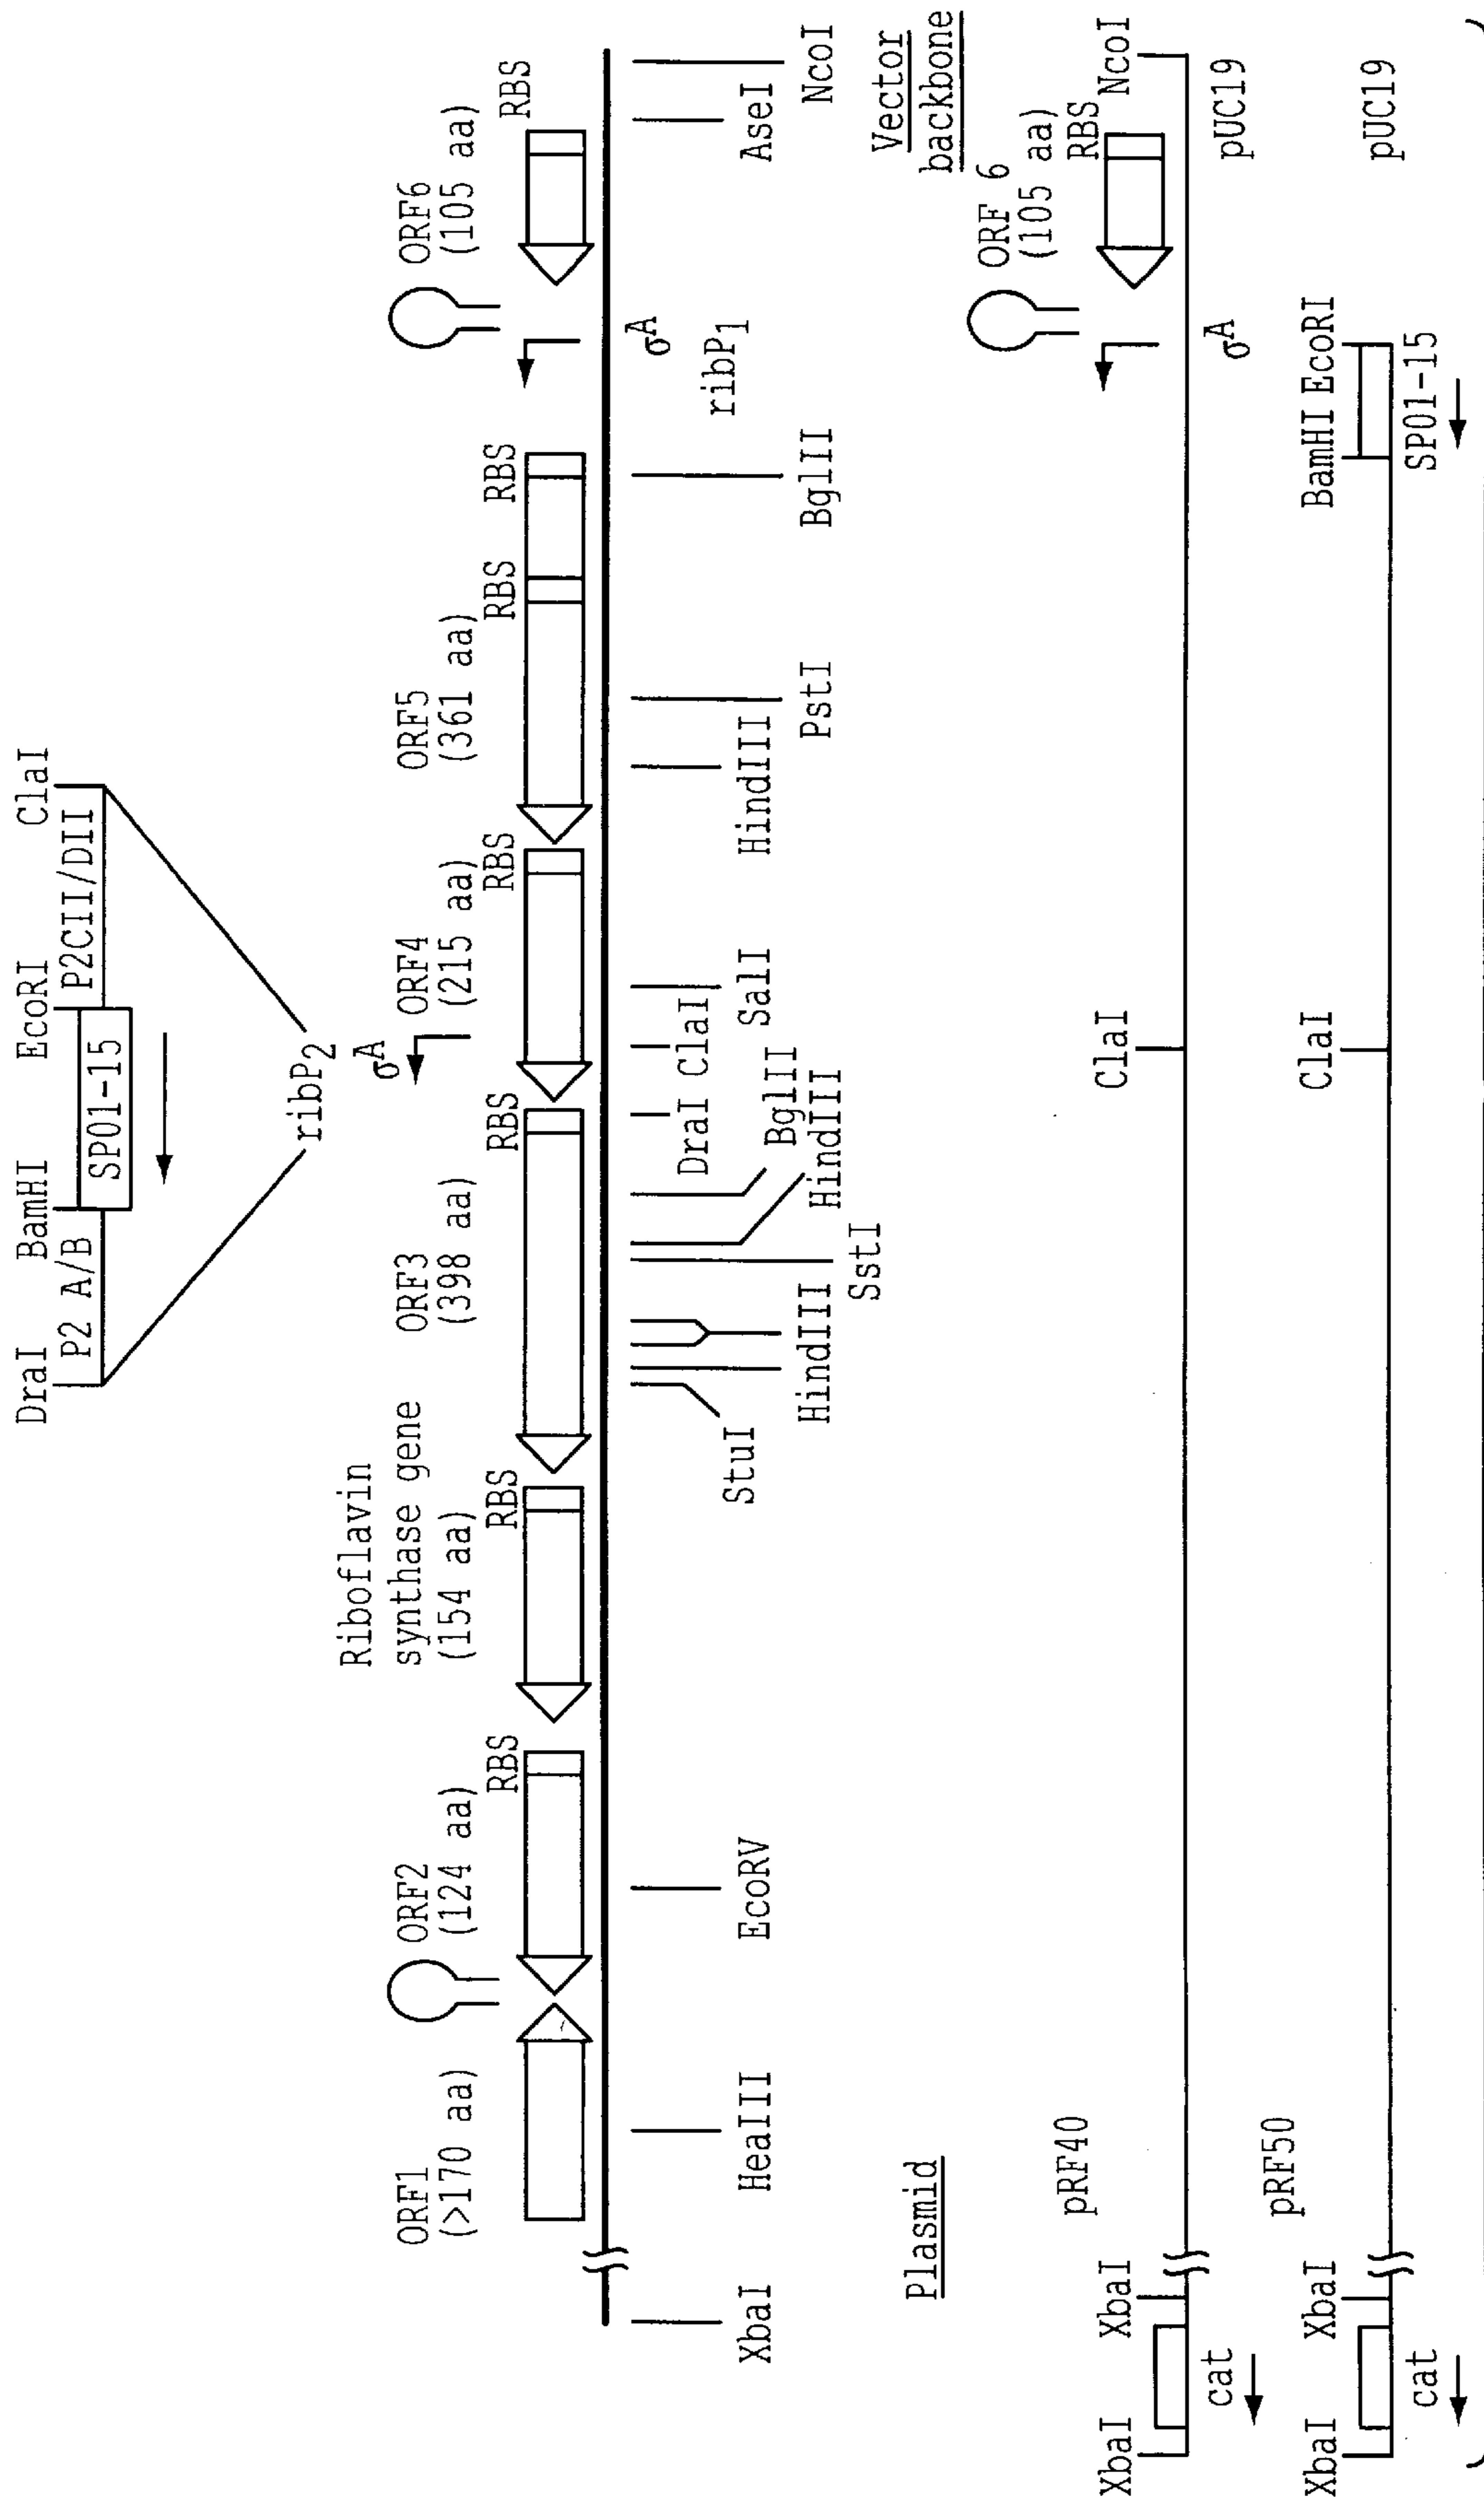 DraI BamHI EcoRI ClaI
P2 A/B SP01-15 P2CII/DII
ribP2
σA
ORF1
(>170 aa)
ORF2
(124 aa)
RBS
Riboflavin
synthase gene
(154 aa)
RBS
ORF3
(398 aa)
RBS
ORF4
(215 aa)
RBS
ORF5
(361 aa)
RBS RBS
ORF6
(105 aa)
RBS
σA
ribP1
XbaI
HeaIII
EcoRV
StuI
HindIII
SstI
HindIII
BglII
DraI ClaI
SalI
HindIII
PstI
BglII
AseI
NcoI
Plasmid
Vector
backbone
pRF40
XbaI XbaI
cat
ClaI
ORF 6
(105 aa)
RBS
NcoI
σA
pUC19
pRF50
XbaI XbaI
cat
ClaI
BamHI EcoRI
SP01-15
pUC19